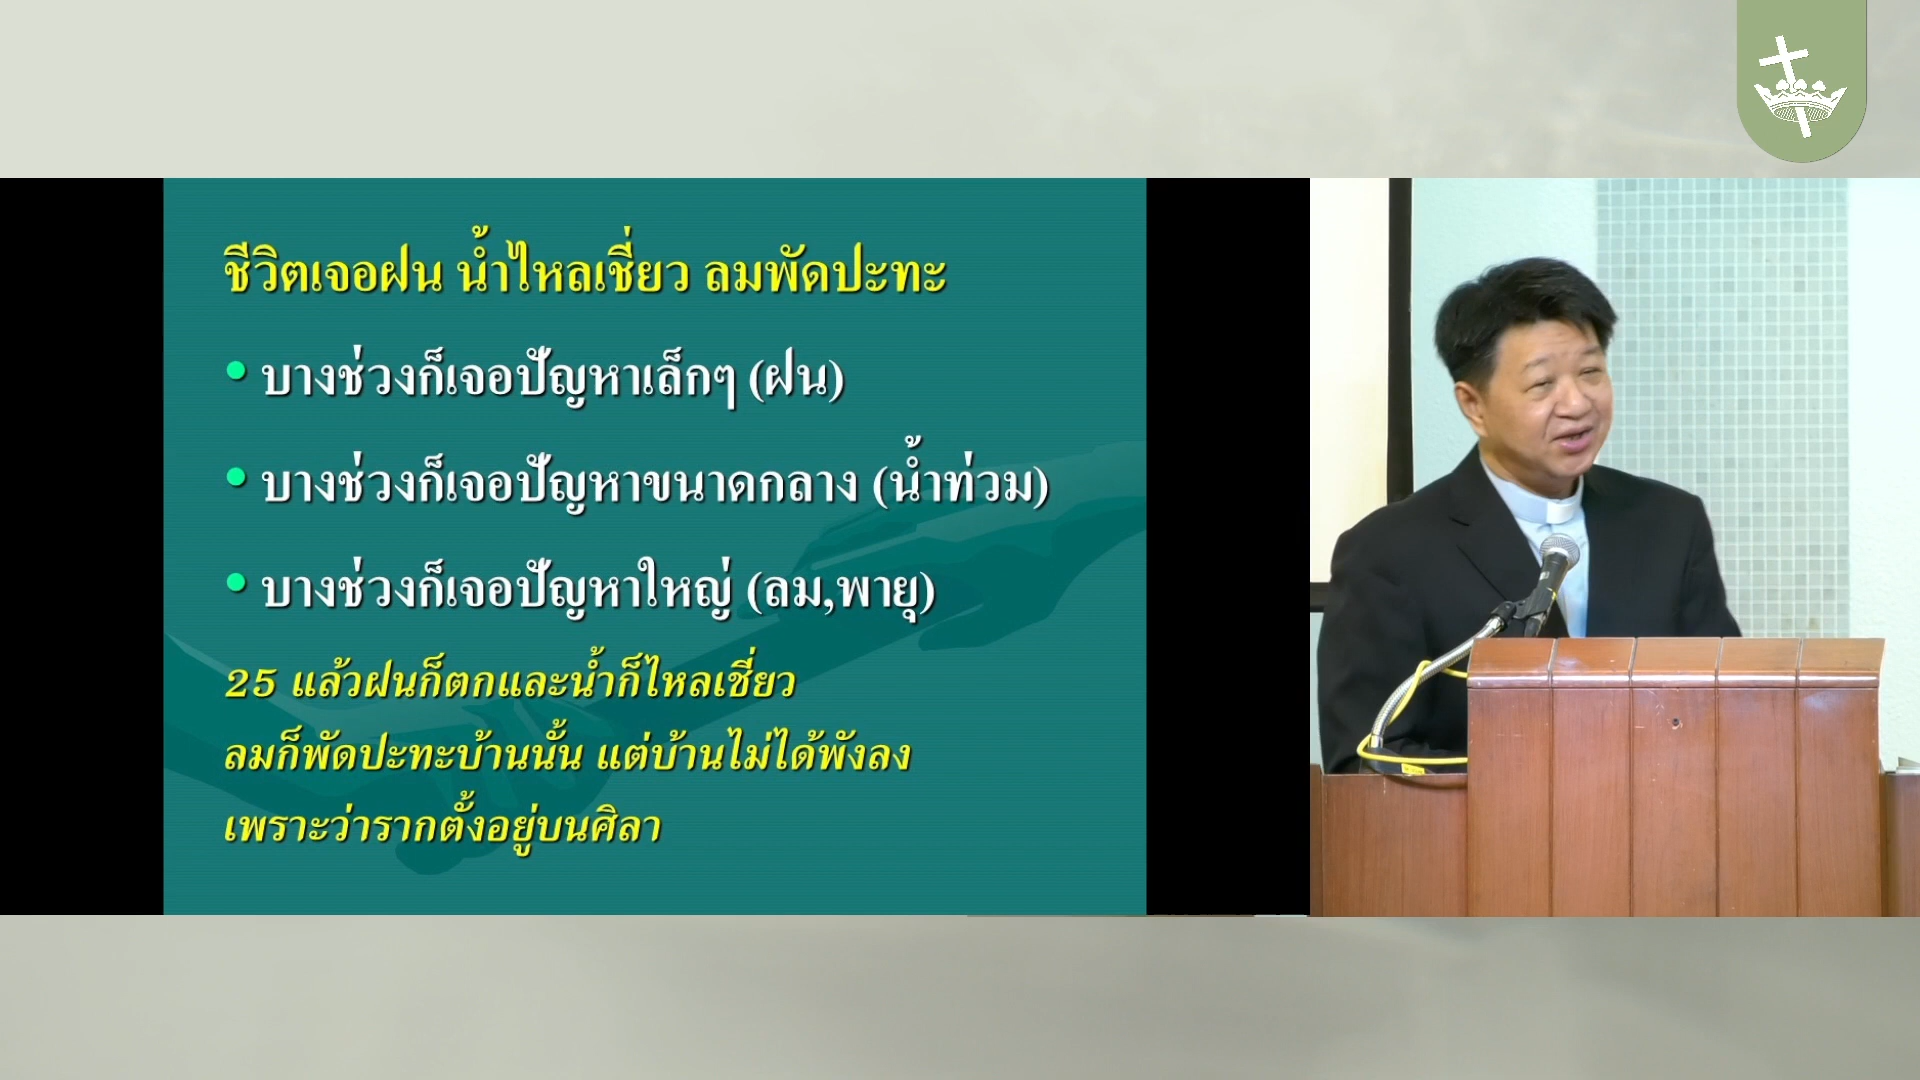 ชีวิตเจอฝน น้ำไหลเชี่ยว ลมพัดปะทะ
• บางช่วงก็เจอปัญหาเล็กๆ (ฝน)
• บางช่วงก็เจอปัญหาขนาดกลาง (น้ำท่วม)
• บางช่วงก็เจอปัญหาใหญ่ (ลม,พายุ)
25 แล้วฝนก็ตกและน้ำก็ไหลเชี่ยว
ลมก็พัดปะทะบ้านนั้น แต่บ้านไม่ได้พังลง
เพราะว่ารากตั้งอยู่บนศิลา